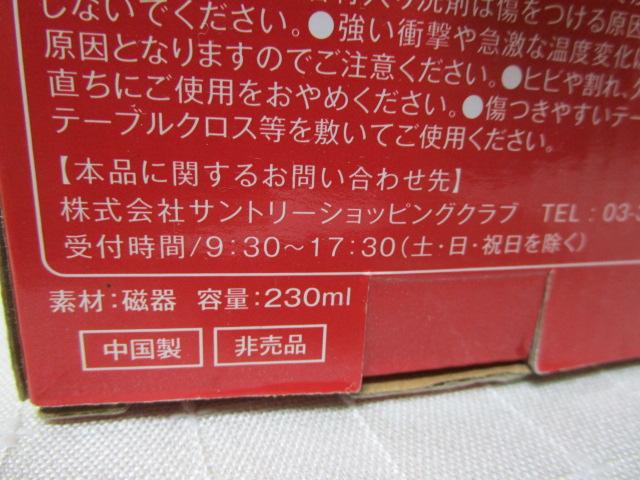 しないでください。
洗剤は傷をつける原因
原因となりますのでご注意ください。●ヒビや割れ、
●強い衝撃や急激な温度変化は
直ちにご使用をおやめください。●傷つきやすいテー
テーブルクロス等を敷いてご使用ください。
【本品に関するお問い合わせ先】
株式会社サントリーショッピングクラブ TEL:03-
受付時間/9:30～17:30(土・日・祝日を除く)
素材:磁器 容量:230ml
中国製 非売品